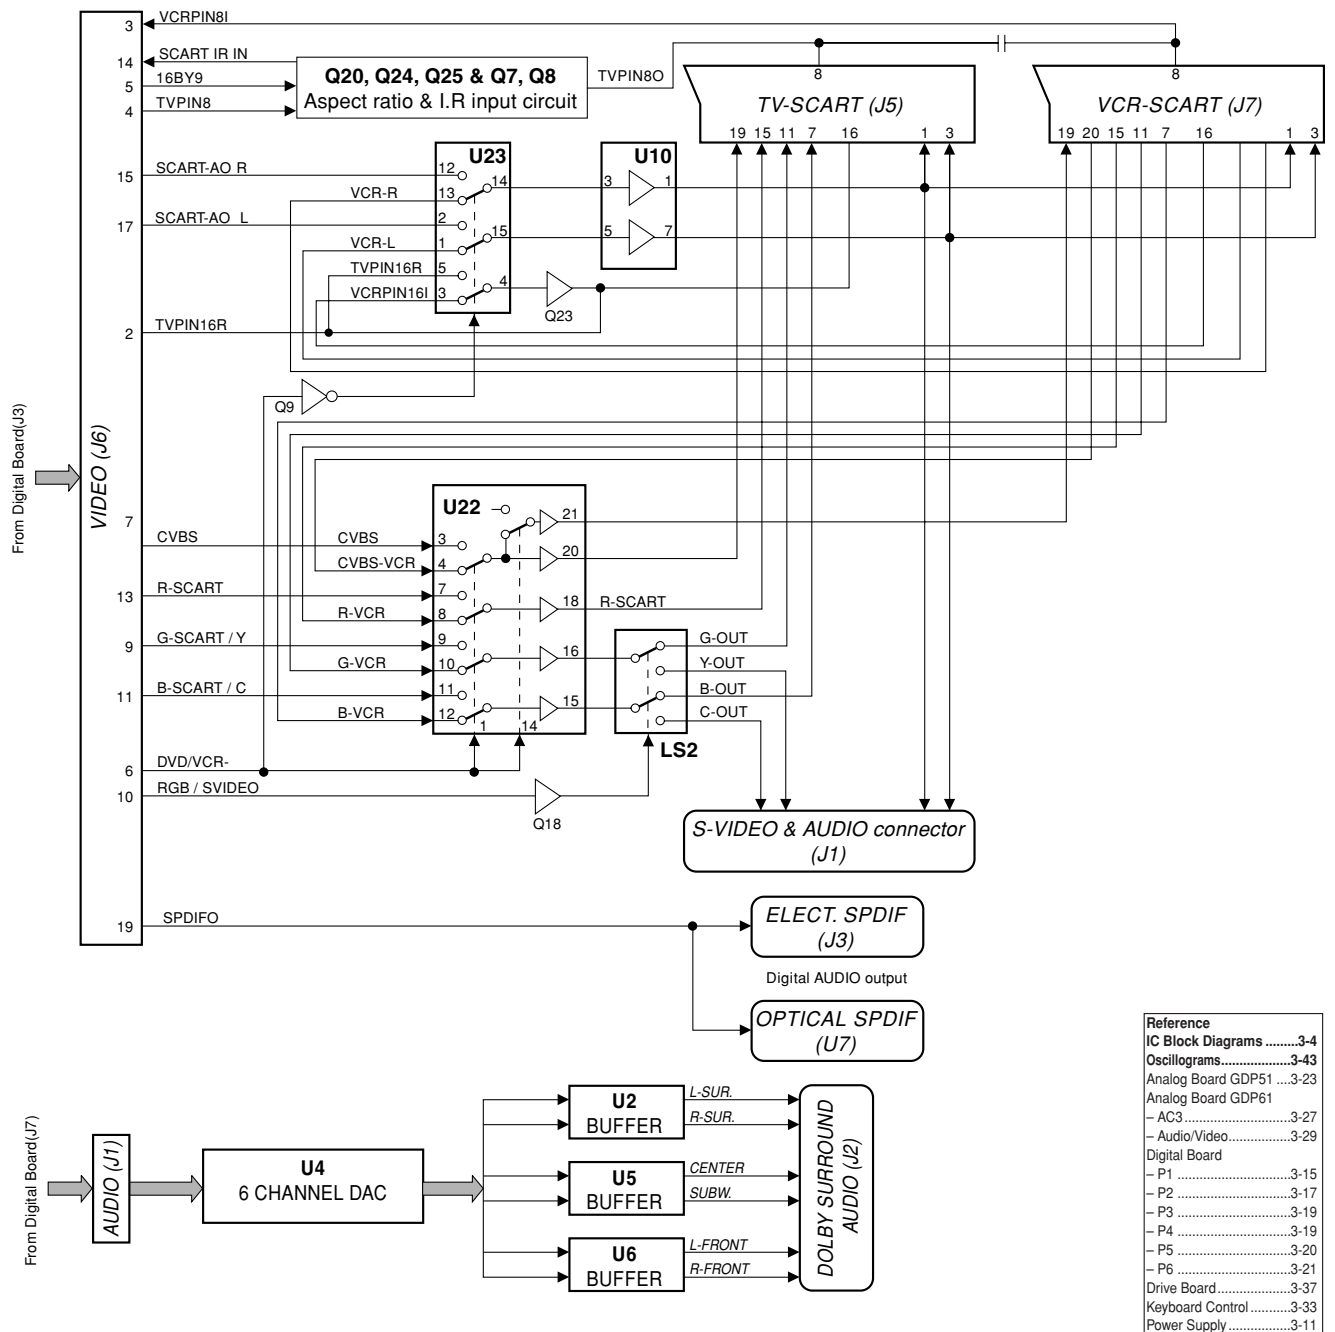 3 VCRPIN8I
14 SCART IR IN
5 16BY9
4 TVPIN8
Q20, Q24, Q25 & Q7, Q8
Aspect ratio & I.R input circuit
TVPIN8O
8
TV-SCART (J5)
19 15 11 7 16 1 3
8
VCR-SCART (J7)
19 20 15 11 7 16 1 3
U23
U10
15 SCART-AO R 12
VCR-R 13 14 3 1
17 SCART-AO L 2
VCR-L 1 15 5 7
TVPIN16R 5
VCRPIN16I 3 4
Q23
2 TVPIN16R
Q9
From Digital Board(J3)
VIDEO (J6)
7
U22
21
CVBS CVBS 3
20
CVBS-VCR 4
13 R-SCART 7
18 R-SCART
R-VCR 8
9 G-SCART / Y 9
16
G-VCR 10
11 B-SCART / C 11
15
B-VCR 12
1 14
G-OUT
Y-OUT
B-OUT
C-OUT
LS2
6 DVD/VCR-
10 RGB / SVIDEO
Q18
S-VIDEO & AUDIO connector
(J1)
19 SPDIFO
ELECT. SPDIF
(J3)
Digital AUDIO output
OPTICAL SPDIF
(U7)
From Digital Board(J7)
AUDIO (J1)
U4
6 CHANNEL DAC
U2
BUFFER
L-SUR.
R-SUR.
U5
BUFFER
CENTER
SUBW.
U6
BUFFER
L-FRONT
R-FRONT
DOLBY SURROUND
AUDIO (J2)
Reference
IC Block Diagrams .........3-4
Oscillograms...................3-43
Analog Board GDP51 ....3-23
Analog Board GDP61
– AC3.............................3-27
– Audio/Video.................3-29
Digital Board
– P1 ...............................3-15
– P2 ...............................3-17
– P3 ...............................3-19
– P4 ...............................3-19
– P5 ...............................3-20
– P6 ...............................3-21
Drive Board....................3-37
Keyboard Control ...........3-33
Power Supply.................3-11